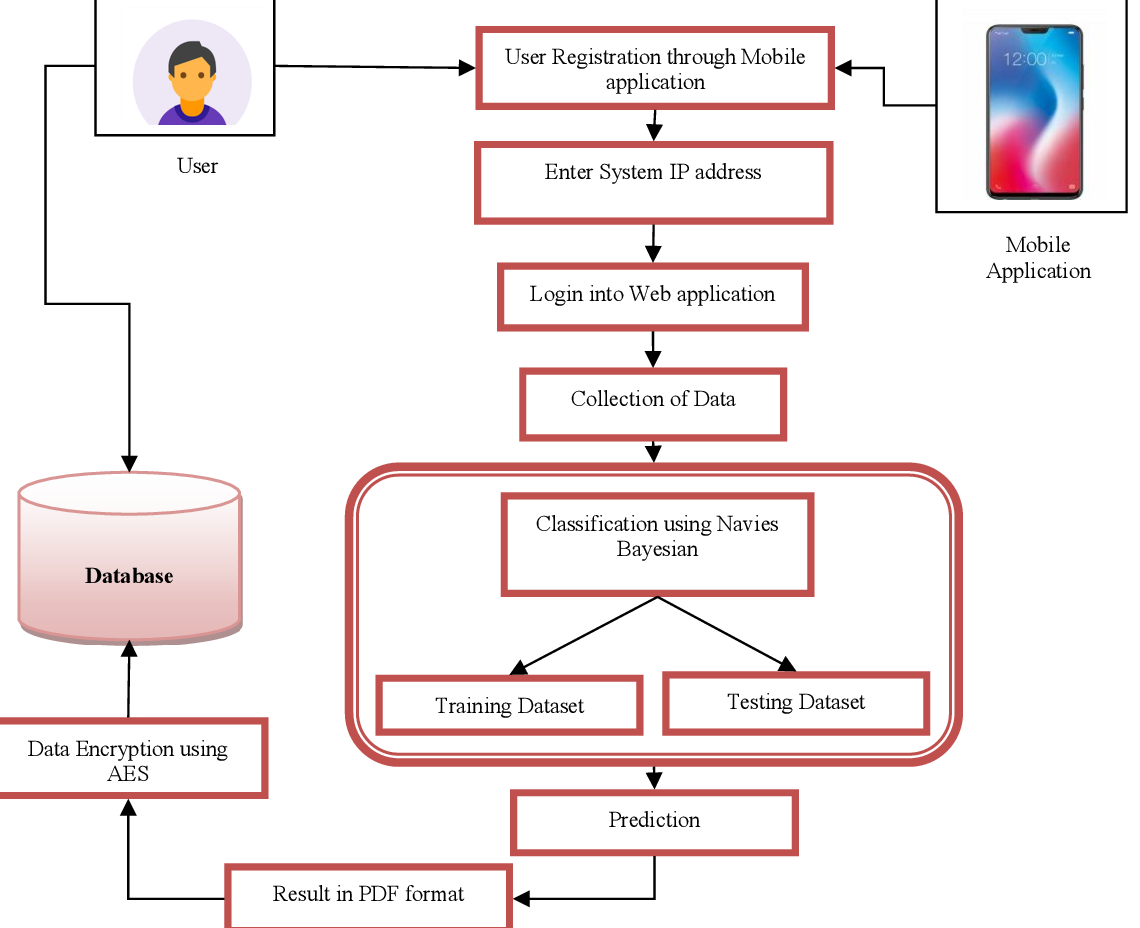 User Registration through Mobile
application
12:00
User
Enter System IP address
Mobile
Application
Login into Web application
Collection of Data
Classification using Navies
Bayesian
Database
Training Dataset
Testing Dataset
Data Encryption using
AES
Prediction
Result in PDF format